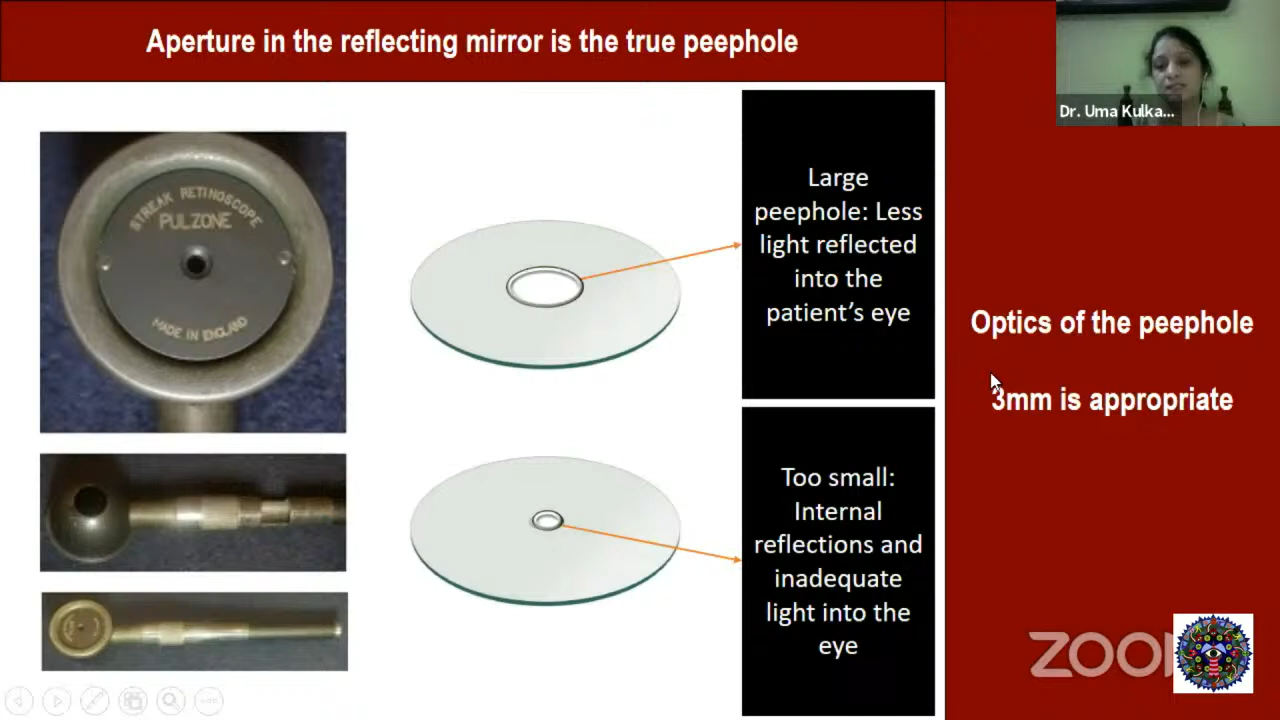 Aperture in the reflecting mirror is the true peephole
Dr. Uma Kulka...
STREAK RETINOSCOPE
PULZONE
MADE IN ENGLAND
Large
peephole: Less
light reflected
into the
patient's eye
Too small:
Internal
reflections and
inadequate
light into the
eye
Optics of the peephole
3mm is appropriate